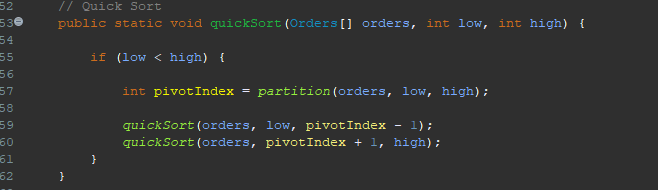 52 // Quick Sort
53 public static void quickSort(Orders[] orders, int low, int high) {
54
55 if (low < high) {
56
57 int pivotIndex = partition(orders, low, high);
58
59 quickSort(orders, low, pivotIndex - 1);
60 quickSort(orders, pivotIndex + 1, high);
61 }
62 }